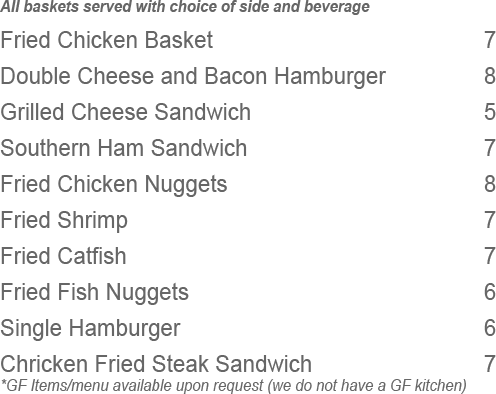 All baskets served with choice of side and beverage
Fried Chicken Basket 7
Double Cheese and Bacon Hamburger 8
Grilled Cheese Sandwich 5
Southern Ham Sandwich 7
Fried Chicken Nuggets 8
Fried Shrimp 7
Fried Catfish 7
Fried Fish Nuggets 6
Single Hamburger 6
Chricken Fried Steak Sandwich 7
*GF Items/menu available upon request (we do not have a GF kitchen)